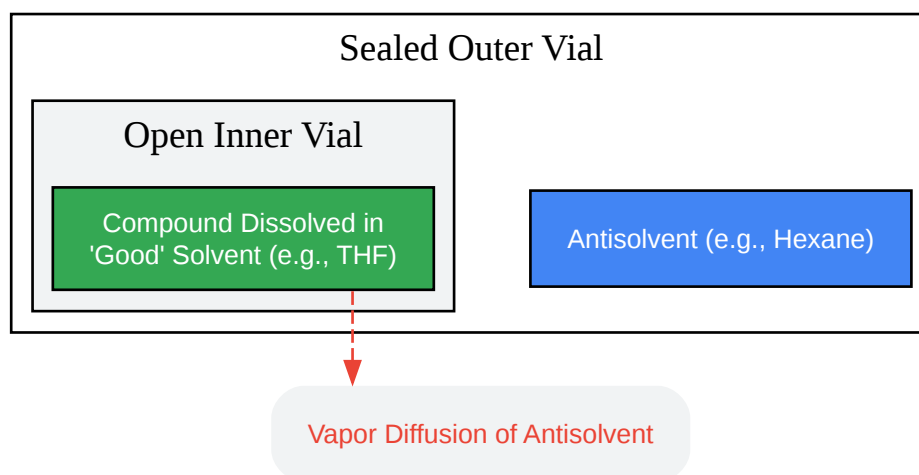 Sealed Outer Vial
Open Inner Vial
Compound Dissolved in
'Good' Solvent (e.g., THF)
Antisolvent (e.g., Hexane)
Vapor Diffusion of Antisolvent